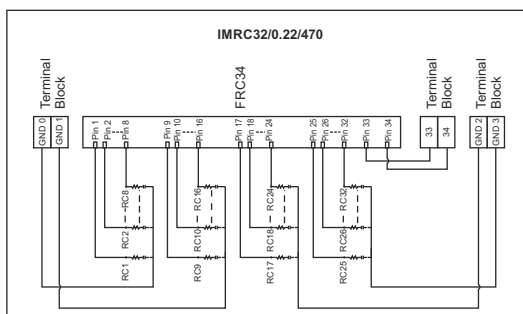 IMRC32/0.22/470
Terminal
Block
GND 0
GND 1
FRC34
Pin 1
Pin 2
Pin 8
Pin 9
Pin 10
Pin 16
Pin 17
Pin 18
Pin 24
Pin 25
Pin 26
Pin 32
Pin 33
Pin 34
Terminal
Block
33
34
Terminal
Block
GND 2
GND 3
RC8
RC2
RC1
RC16
RC10
RC9
RC24
RC18
RC17
RC32
RC26
RC25